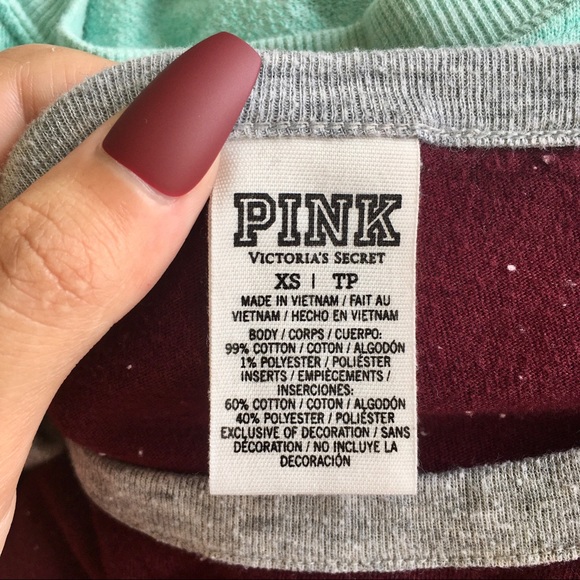 PINK
VICTORIA'S SECRET
XS | TP
MADE IN VIETNAM / FAIT AU
VIETNAM / HECHO EN VIETNAM
BODY / CORPS / CUERPO:
99% COTTON / COTON / ALGODÓN
1% POLYESTER / POLIÉSTER
INSERTS / EMPIÈCEMENTS /
INSERCIONES:
60% COTTON / COTON / ALGODÓN
40% POLYESTER / POLIÉSTER
EXCLUSIVE OF DECORATION / SANS
DÉCORATION / NO INCLUYE LA
DECORACIÓN